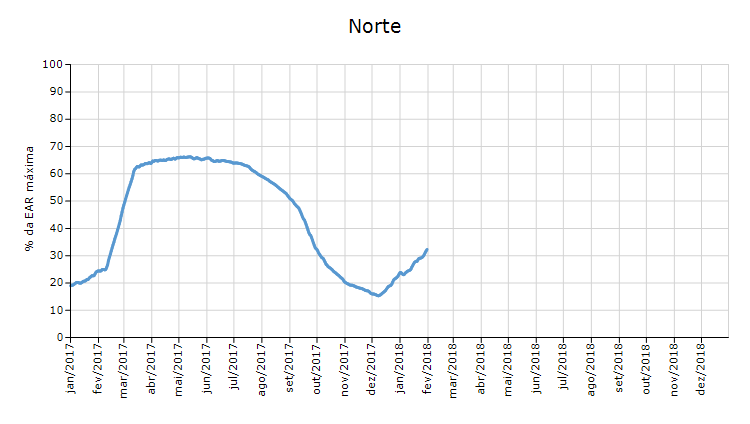 Norte
% da EAR máxima
100
90
80
70
60
50
40
30
20
10
0
jan/2017
fev/2017
mar/2017
abr/2017
mai/2017
jun/2017
jul/2017
ago/2017
set/2017
out/2017
nov/2017
dez/2017
jan/2018
fev/2018
mar/2018
abr/2018
mai/2018
jun/2018
jul/2018
ago/2018
set/2018
out/2018
nov/2018
dez/2018